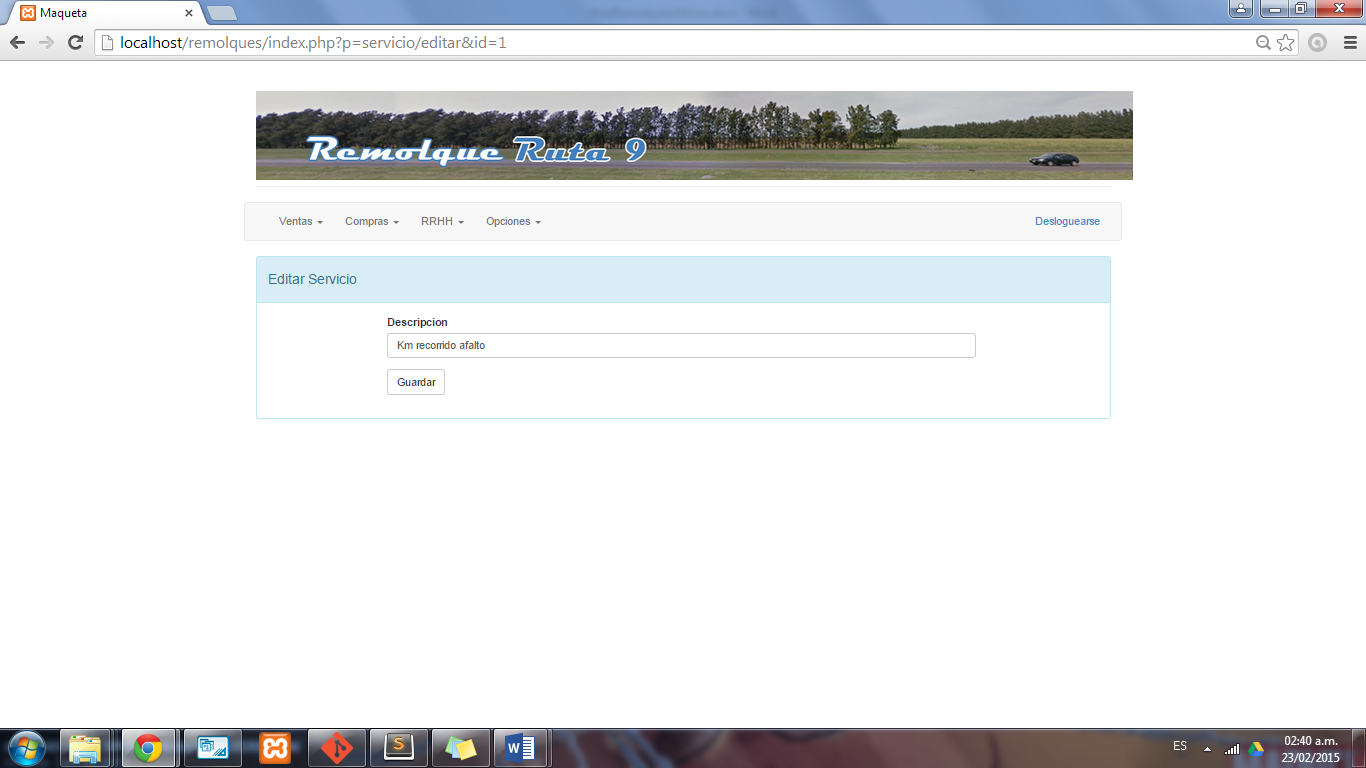 Maqueta
localhost/remolques/index.php?p=servicio/editar&id=1
Remolque Ruta 9
Ventas Compras RRHH Opciones Desloguearse
Editar Servicio
Descripcion
Km recorrido afalto
Guardar
ES
02:40 a.m.
23/02/2015